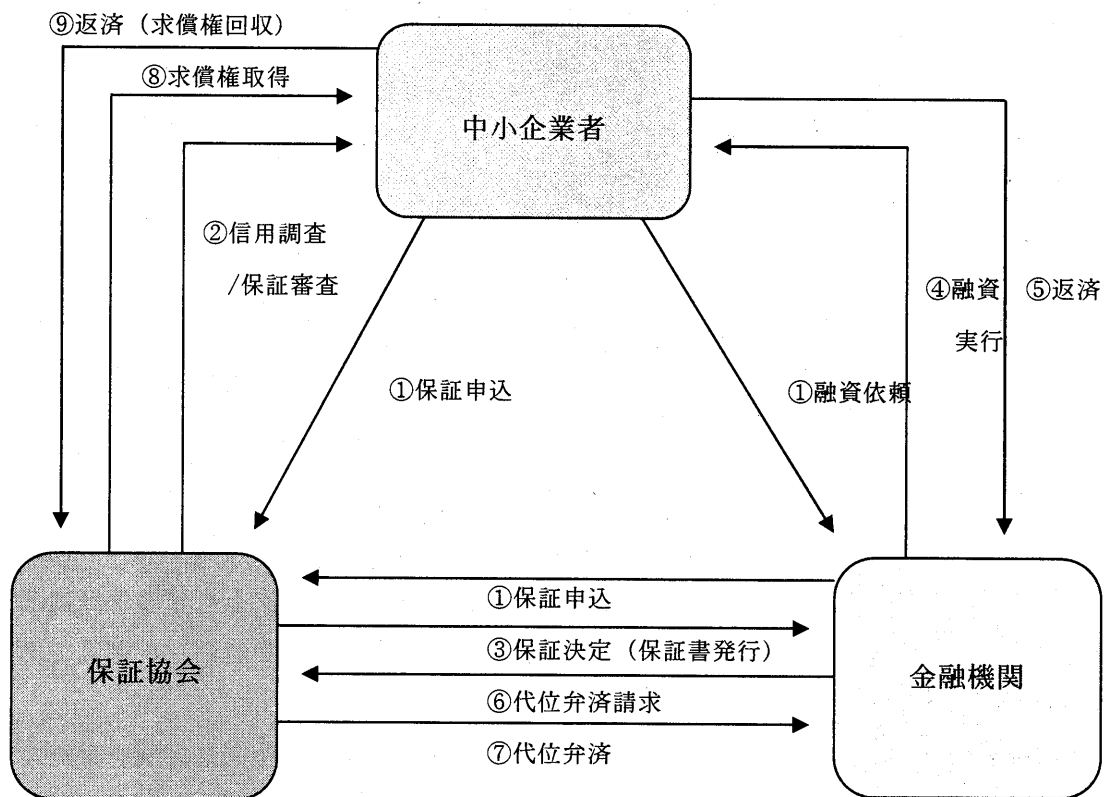 ⑨返済（求償権回収）
⑧求償権取得
中小企業者
②信用調査
/保証審査
④融資
実行
⑤返済
①保証申込
①融資依頼
①保証申込
③保証決定（保証書発行）
⑥代位弁済請求
⑦代位弁済
保証協会
金融機関